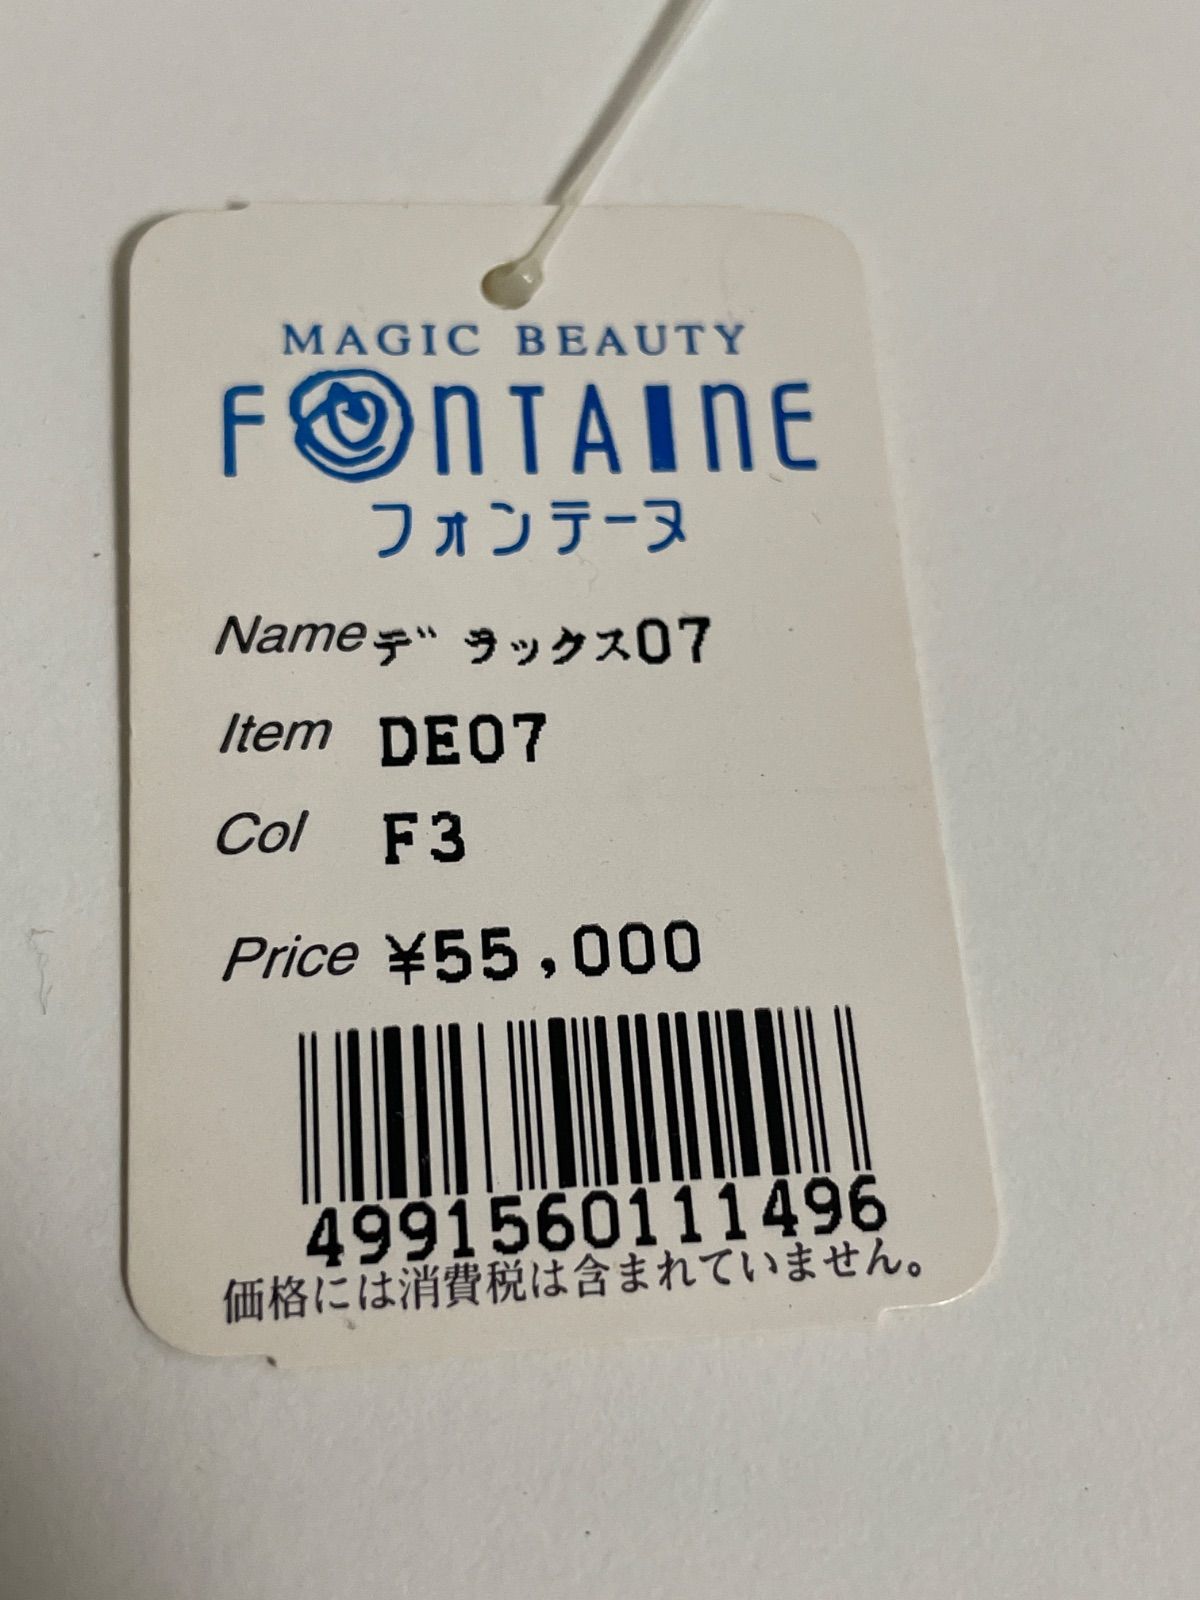 MAGIC BEAUTY
FONTAINE
フォンテーヌ
Name デラックス07
Item DE07
Col F3
Price ¥55,000
4991560111496
価格には消費税は含まれていません。